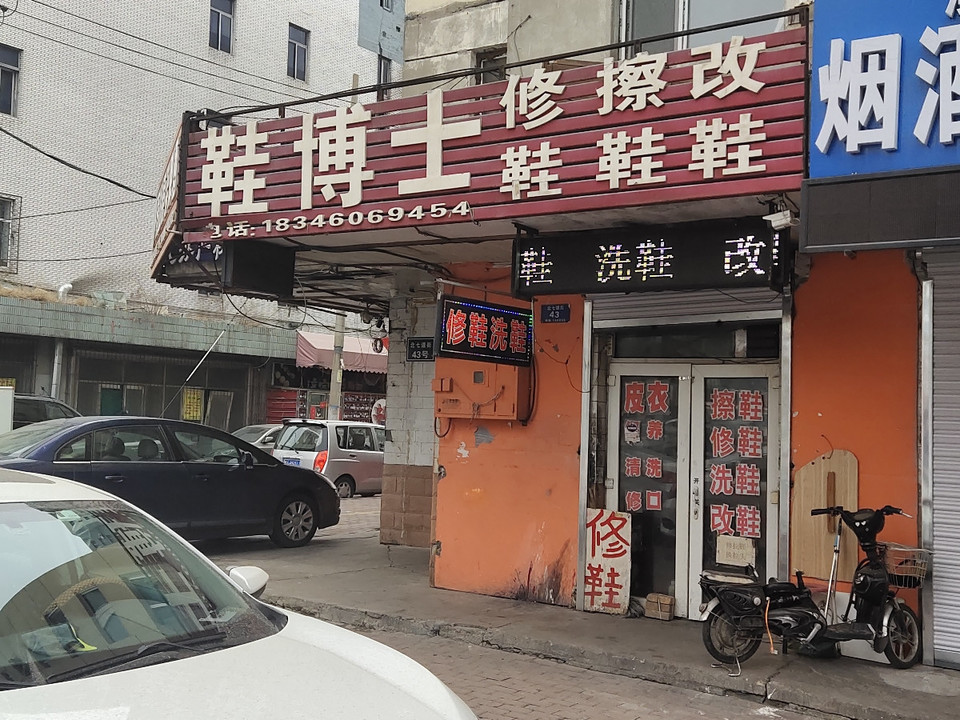 鞋博士
修 擦 改
鞋 鞋 鞋
电话:18346060454
烟酒
鞋 洗鞋 改
修鞋洗鞋
43
43号
皮衣
养
清洗
修口
擦鞋
修鞋
洗鞋
改鞋
修
鞋